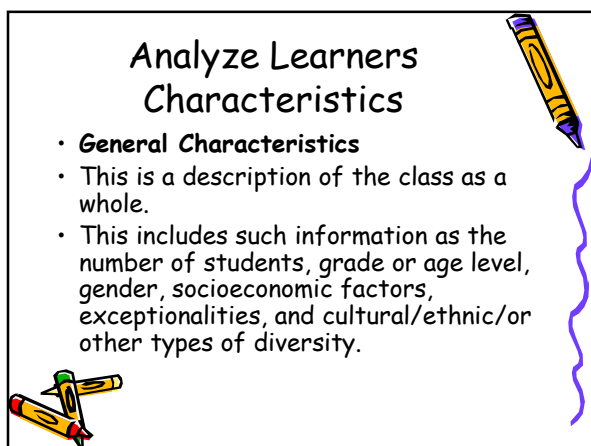 Analyze Learners
Characteristics
• General Characteristics
• This is a description of the class as a
whole.
• This includes such information as the
number of students, grade or age level,
gender, socioeconomic factors,
exceptionalities, and cultural/ethnic/or
other types of diversity.